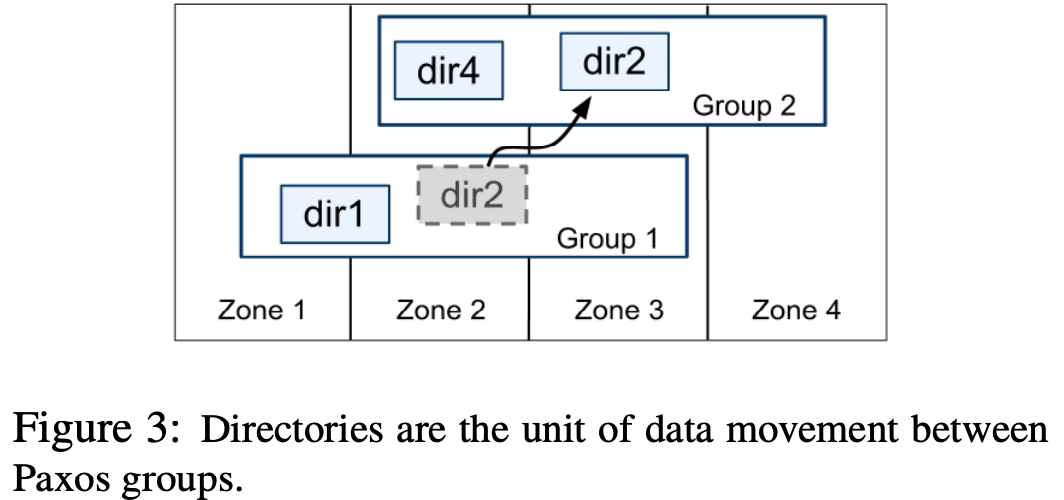 dir4
dir2
Group 2
dir2
dir1
Group 1
Zone 1 Zone 2 Zone 3 Zone 4
Figure 3: Directories are the unit of data movement between
Paxos groups.